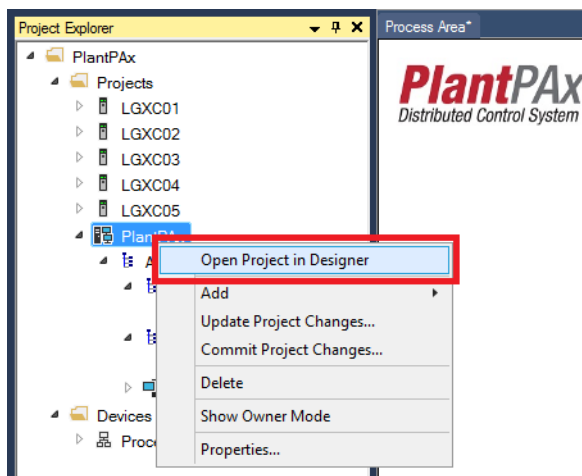 Project Explorer
Process Area*
PlantPAx
Projects
LGXC01
LGXC02
LGXC03
LGXC04
LGXC05
Open Project in Designer
Add
Update Project Changes...
Commit Project Changes...
Delete
Show Owner Mode
Properties...
Devices
PlantPAx
Distributed Control System